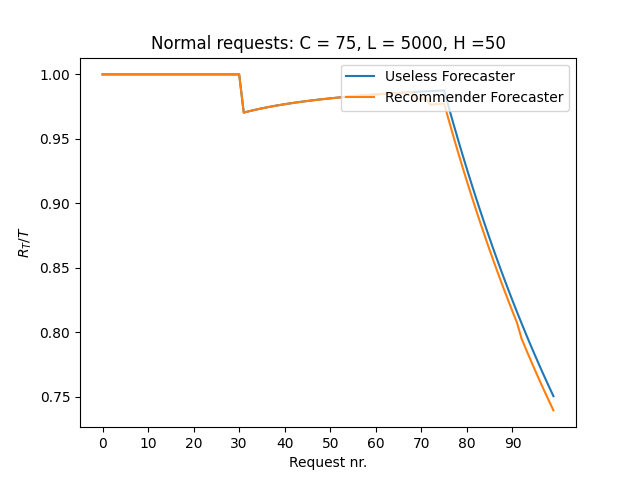 Normal requests: C = 75, L = 5000, H =50
Useless Forecaster
Recommender Forecaster
1.00
0.95
0.90
0.85
0.80
0.75
R_T/T
0 10 20 30 40 50 60 70 80 90
Request nr.